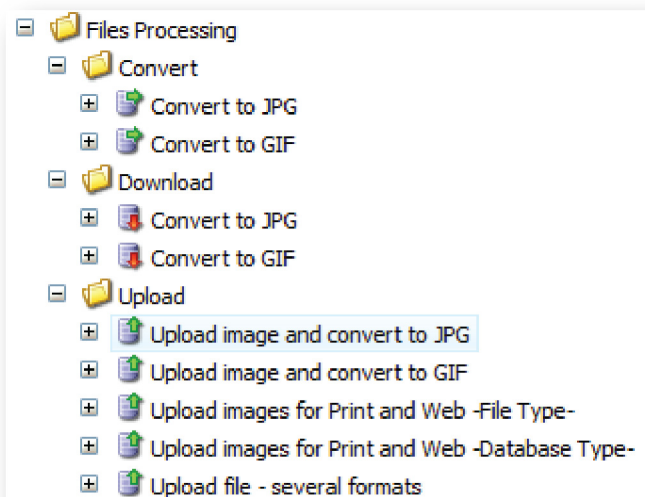 Files Processing
Convert
Convert to JPG
Convert to GIF
Download
Convert to JPG
Convert to GIF
Upload
Upload image and convert to JPG
Upload image and convert to GIF
Upload images for Print and Web -File Type-
Upload images for Print and Web -Database Type-
Upload file - several formats